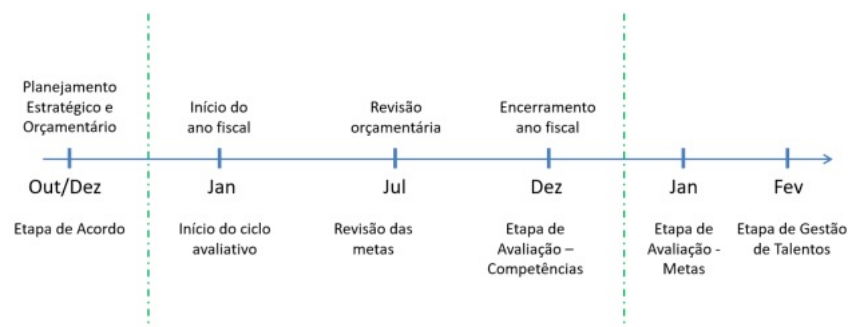 Planejamento
Estratégico e
Orçamentário
Início do
ano fiscal
Revisão
orçamentária
Encerramento
ano fiscal
Out/Dez
Jan
Jul
Dez
Jan
Fev
Etapa de Acordo
Início do ciclo
avaliativo
Revisão das
metas
Etapa de
Avaliação –
Competências
Etapa de
Avaliação -
Metas
Etapa de Gestão
de Talentos